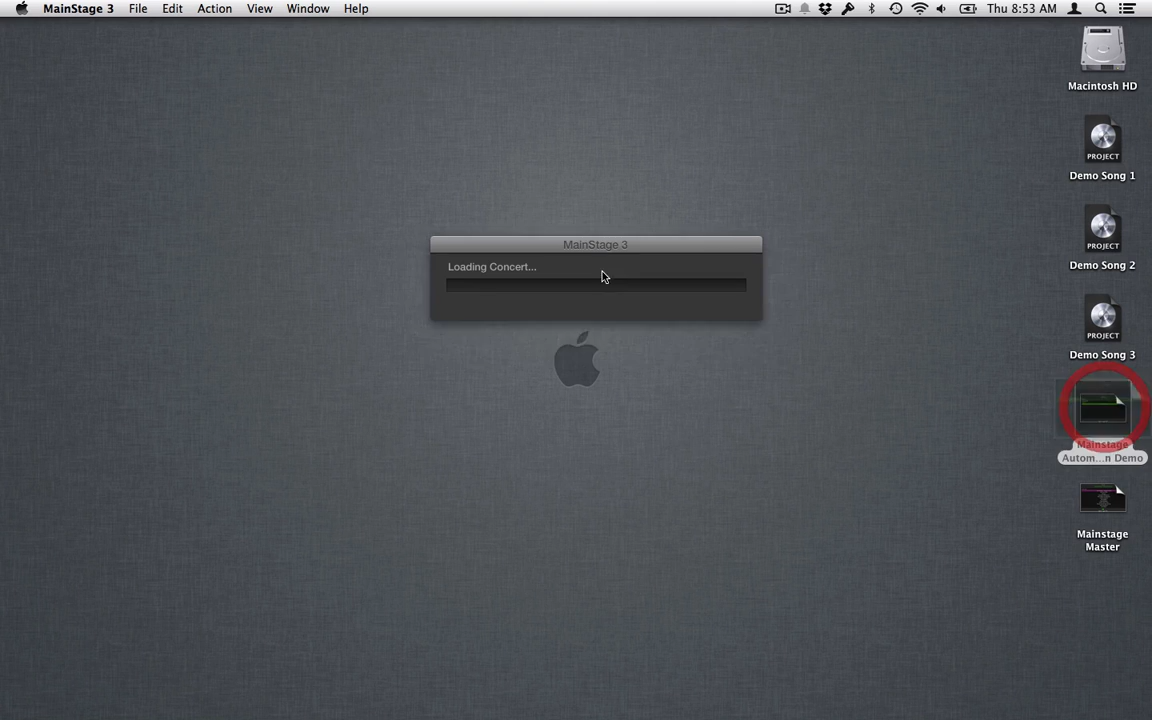 MainStage 3 File Edit Action View Window Help Thu 8:53 AM
Macintosh HD
PROJECT
Demo Song 1
PROJECT
Demo Song 2
MainStage 3
Loading Concert...
PROJECT
Demo Song 3
Mainstage
Autom...n Demo
Mainstage
Master